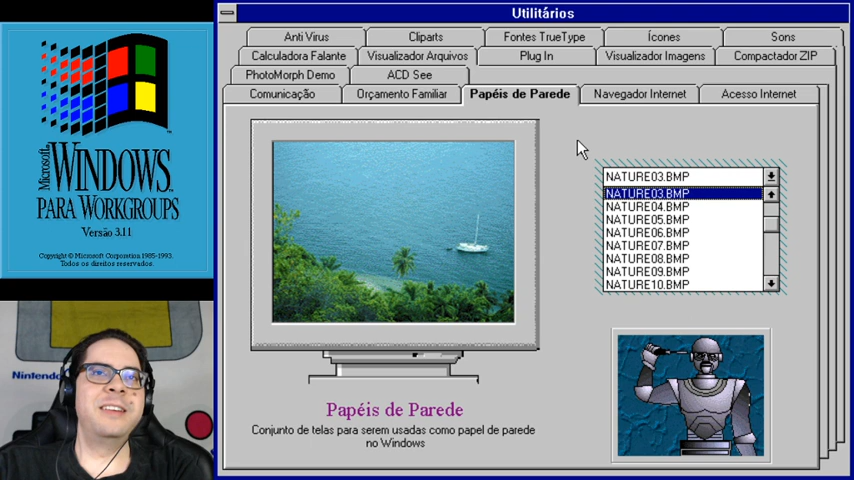 Microsoft®
WINDOWS™
PARA WORKGROUPS
Versão 3.11
Copyright © Microsoft Corporation 1985-1993.
Todos os direitos reservados.
Nintendo
Utilitários
Anti Virus
Cliparts
Fontes TrueType
Ícones
Sons
Calculadora Falante
Visualizador Arquivos
Plug In
Visualizador Imagens
Compactador ZIP
PhotoMorph Demo
ACD See
Comunicação
Orçamento Familiar
Papéis de Parede
Navegador Internet
Acesso Internet
NATURE03.BMP
NATURE03.BMP
NATURE04.BMP
NATURE05.BMP
NATURE06.BMP
NATURE07.BMP
NATURE08.BMP
NATURE09.BMP
NATURE10.BMP
Papéis de Parede
Conjunto de telas para serem usadas como papel de parede
no Windows